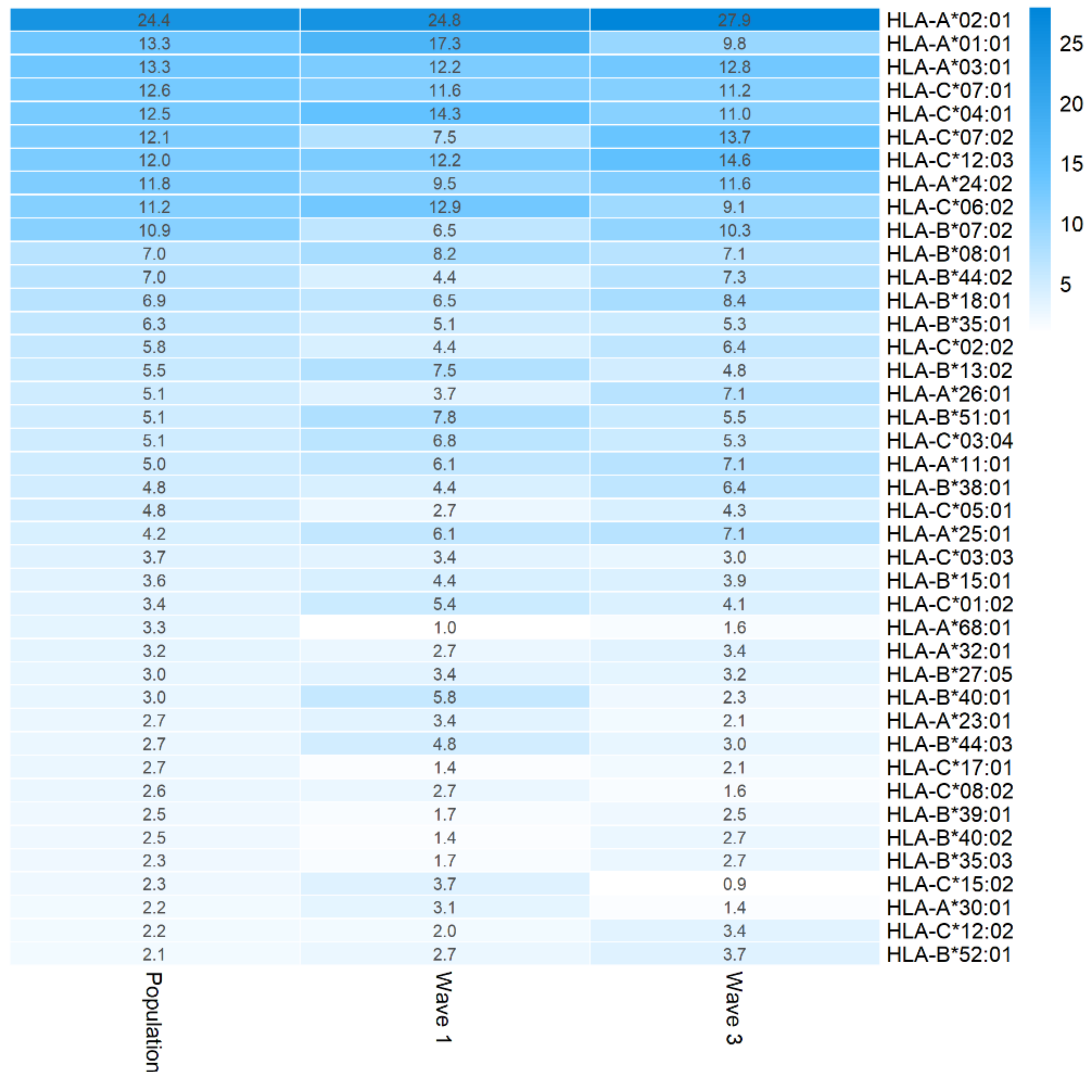 24.4 24.8 27.9 HLA-A*02:01
13.3 17.3 9.8 HLA-A*01:01
13.3 12.2 12.8 HLA-A*03:01
12.6 11.6 11.2 HLA-C*07:01
12.5 14.3 11.0 HLA-C*04:01
12.1 7.5 13.7 HLA-C*07:02
12.0 12.2 14.6 HLA-C*12:03
11.8 9.5 11.6 HLA-A*24:02
11.2 12.9 9.1 HLA-C*06:02
10.9 6.5 10.3 HLA-B*07:02
7.0 8.2 7.1 HLA-B*08:01
7.0 4.4 7.3 HLA-B*44:02
6.9 6.5 8.4 HLA-B*18:01
6.3 5.1 5.3 HLA-B*35:01
5.8 4.4 6.4 HLA-C*02:02
5.5 7.5 4.8 HLA-B*13:02
5.1 3.7 7.1 HLA-A*26:01
5.1 7.8 5.5 HLA-B*51:01
5.1 6.8 5.3 HLA-C*03:04
5.0 6.1 7.1 HLA-A*11:01
4.8 4.4 6.4 HLA-B*38:01
4.8 2.7 4.3 HLA-C*05:01
4.2 6.1 7.1 HLA-A*25:01
3.7 3.4 3.0 HLA-C*03:03
3.6 4.4 3.9 HLA-B*15:01
3.4 5.4 4.1 HLA-C*01:02
3.3 1.0 1.6 HLA-A*68:01
3.2 2.7 3.4 HLA-A*32:01
3.0 3.4 3.2 HLA-B*27:05
3.0 5.8 2.3 HLA-B*40:01
2.7 3.4 2.1 HLA-A*23:01
2.7 4.8 3.0 HLA-B*44:03
2.7 1.4 2.1 HLA-C*17:01
2.6 2.7 1.6 HLA-C*08:02
2.5 1.7 2.5 HLA-B*39:01
2.5 1.4 2.7 HLA-B*40:02
2.3 1.7 2.7 HLA-B*35:03
2.3 3.7 0.9 HLA-C*15:02
2.2 3.1 1.4 HLA-A*30:01
2.2 2.0 3.4 HLA-C*12:02
2.1 2.7 3.7 HLA-B*52:01
Population
Wave 1
Wave 3
25
20
15
10
5